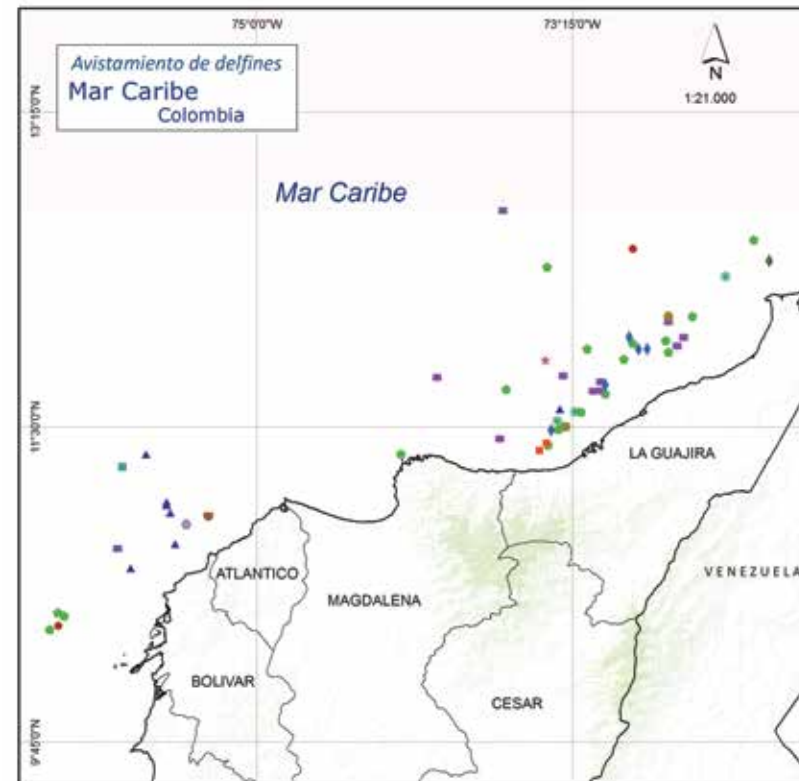 75°0'0"W
73°15'0"W
Avistamiento de delfines
Mar Caribe
Colombia
N
1:21.000
13°15'0"N
Mar Caribe
11°30'0"N
LA GUAJIRA
ATLANTICO
MAGDALENA
VENEZUELA
BOLIVAR
CESAR
9°45'0"N